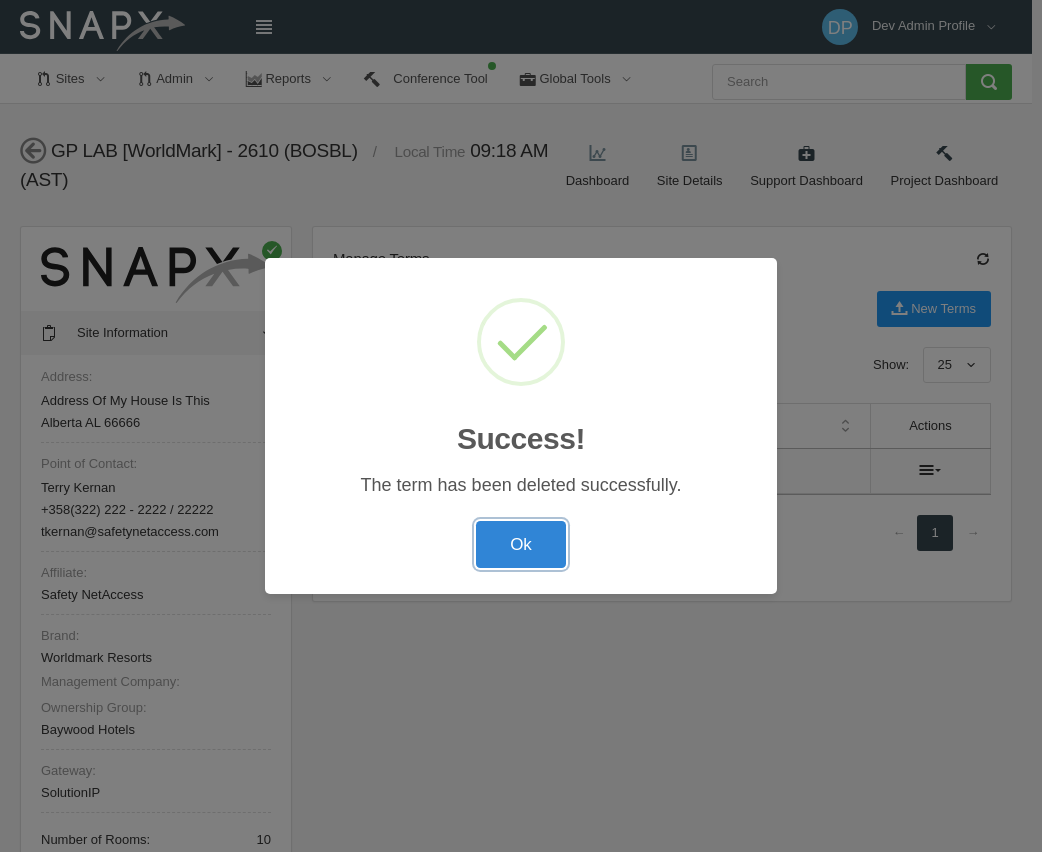 SNAPX
DP
Dev Admin Profile
Sites
Admin
Reports
Conference Tool
Global Tools
Search
GP LAB [WorldMark] - 2610 (BOSBL) / Local Time 09:18 AM
(AST)
Dashboard
Site Details
Support Dashboard
Project Dashboard
SNAPX
Manage Terms
Site Information
New Terms
Address:
Address Of My House Is This
Alberta AL 66666
Show: 25
Actions
Point of Contact:
Terry Kernan
+358(322) 222 - 2222 / 22222
tkernan@safetynetaccess.com
← 1 →
Affiliate:
Safety NetAccess
Brand:
Worldmark Resorts
Management Company:
Ownership Group:
Baywood Hotels
Gateway:
SolutionIP
Number of Rooms: 10
Success!
The term has been deleted successfully.
Ok